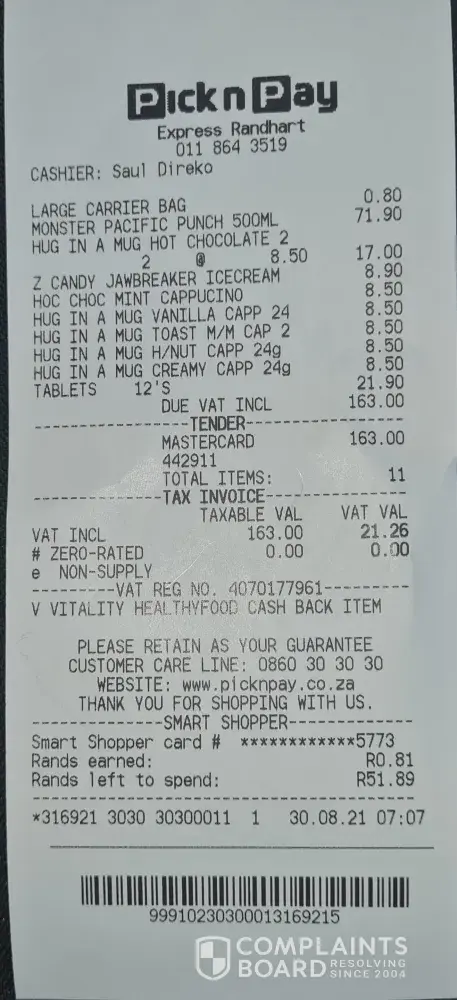 Pick n Pay
Express Randhart
011 864 3519
CASHIER: Saul Direko
LARGE CARRIER BAG 0.80
MONSTER PACIFIC PUNCH 500ML 71.90
HUG IN A MUG HOT CHOCOLATE 2
2 @ 8.50 17.00
Z CANDY JAWBREAKER ICECREAM 8.90
HOC CHOC MINT CAPPUCINO 8.50
HUG IN A MUG VANILLA CAPP 24 8.50
HUG IN A MUG TOAST M/M CAP 2 8.50
HUG IN A MUG H/NUT CAPP 24g 8.50
HUG IN A MUG CREAMY CAPP 24g 8.50
TABLETS 12'S 21.90
DUE VAT INCL 163.00
-----------------TENDER-----------------
MASTERCARD 163.00
442911
TOTAL ITEMS: 11
--------------TAX INVOICE---------------
TAXABLE VAL VAT VAL
VAT INCL 163.00 21.26
# ZERO-RATED 0.00 0.00
e NON-SUPPLY
---------VAT REG NO. 4070177961---------
V VITALITY HEALTHYFOOD CASH BACK ITEM
PLEASE RETAIN AS YOUR GUARANTEE
CUSTOMER CARE LINE: 0860 30 30 30
WEBSITE: www.picknpay.co.za
THANK YOU FOR SHOPPING WITH US.
--------------SMART SHOPPER-------------
Smart Shopper card # ************5773
Rands earned: R0.81
Rands left to spend: R51.89
----------------------------------------
*316921 3030 30300011 1 30.08.21 07:07
99910230300013169215
COMPLAINTS
BOARD RESOLVING
SINCE 2004